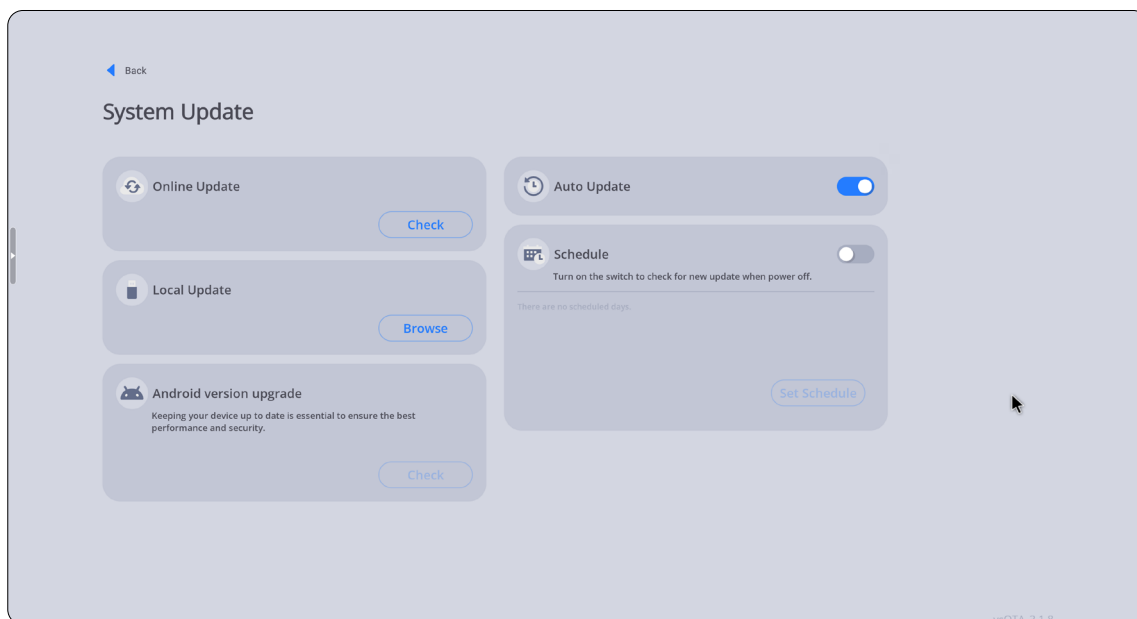 Back
System Update
Online Update
Check
Local Update
Browse
Android version upgrade
Keeping your device up to date is essential to ensure the best
performance and security.
Check
Auto Update
Schedule
Turn on the switch to check for new update when power off.
There are no scheduled days.
Set Schedule